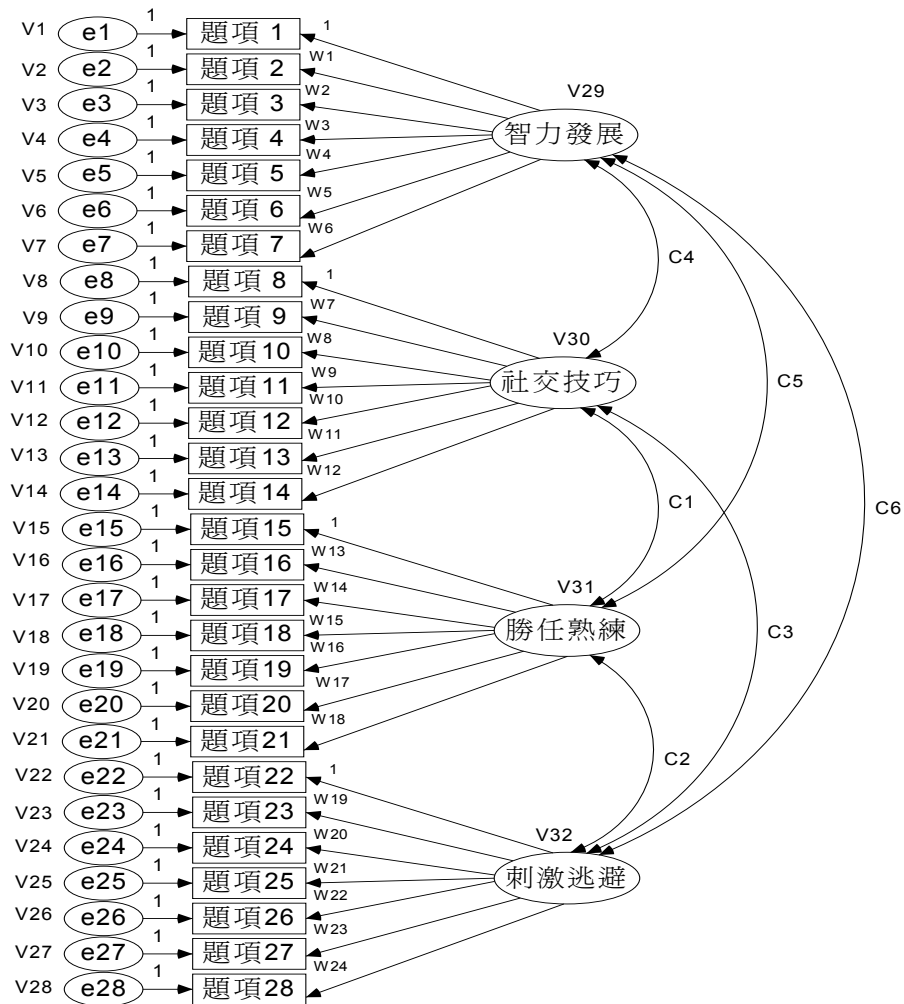 V1 e1 1 題項 1 1
V2 e2 1 題項 2 W1
V3 e3 1 題項 3 W2
V4 e4 1 題項 4 W3
V5 e5 1 題項 5 W4
V6 e6 1 題項 6 W5
V7 e7 1 題項 7 W6
V29
智力發展
C4
V8 e8 1 題項 8 1
V9 e9 1 題項 9 W7
V10 e10 1 題項10 W8
V11 e11 1 題項11 W9
V12 e12 1 題項12 W10
V13 e13 1 題項13 W11
V14 e14 1 題項14 W12
V30
社交技巧
C5
C1
C6
V15 e15 1 題項15 1
V16 e16 1 題項16 W13
V17 e17 1 題項17 W14
V18 e18 1 題項18 W15
V19 e19 1 題項19 W16
V20 e20 1 題項20 W17
V21 e21 1 題項21 W18
V31
勝任熟練
C3
C2
V22 e22 1 題項22 1
V23 e23 1 題項23 W19
V24 e24 1 題項24 W20
V25 e25 1 題項25 W21
V26 e26 1 題項26 W22
V27 e27 1 題項27 W23
V28 e28 1 題項28 W24
V32
刺激逃避